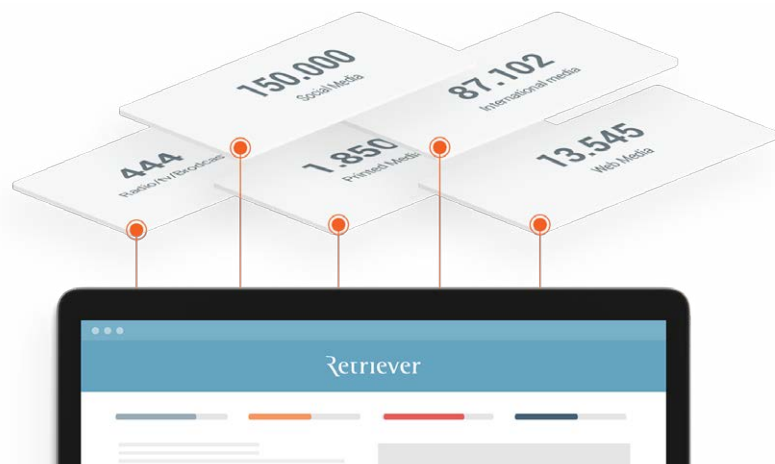 150.000
Social Media
87.102
International media
444
Radio/tv/Brodcas
1.850
Printed Media
13.545
Web Media
Retriever